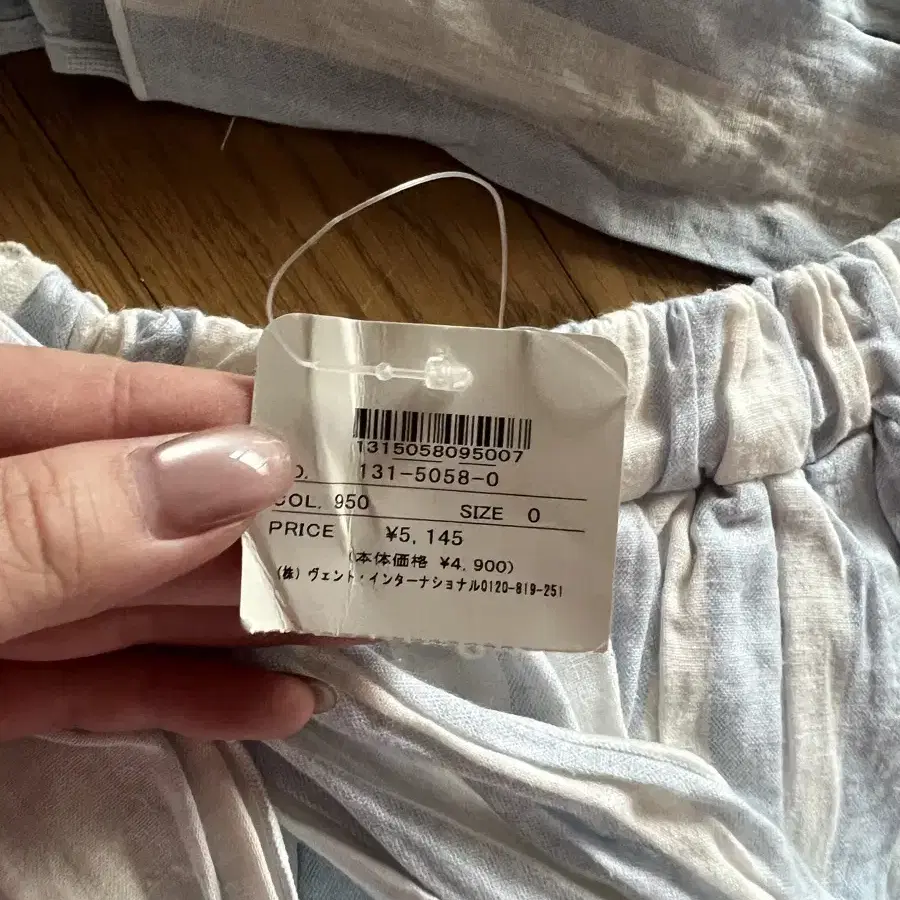 1315058095007
131-5058-0
COL. 950 SIZE 0
PRICE ¥5,145
(本体価格 ¥4,900)
(株) ヴェント・インターナショナル0120-819-251